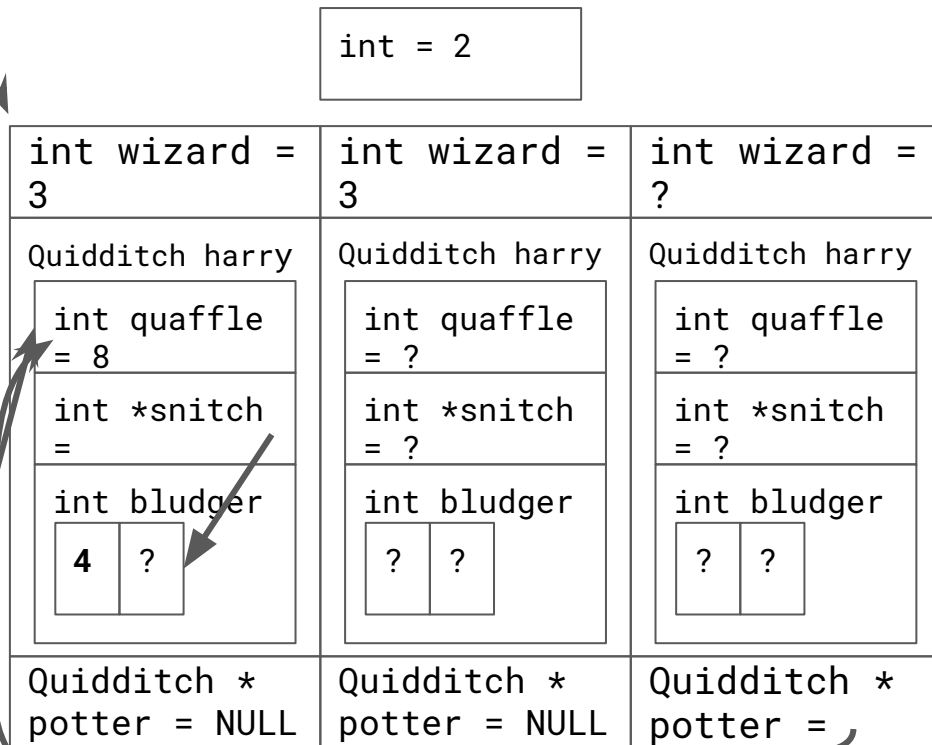 int = 2
int wizard =
3
int wizard =
3
int wizard =
?
Quidditch harry
Quidditch harry
Quidditch harry
int quaffle
= 8
int quaffle
= ?
int quaffle
= ?
int *snitch
=
int *snitch
= ?
int *snitch
= ?
int bludger
4 ?
int bludger
? ?
int bludger
? ?
Quidditch *
potter = NULL
Quidditch *
potter = NULL
Quidditch *
potter =